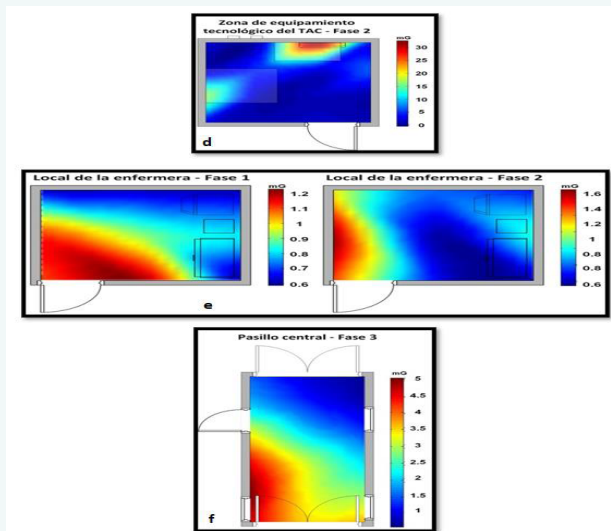 Zona de equipamiento
tecnológico del TAC - Fase 2
mG
30
25
20
15
10
5
0
d
Local de la enfermera - Fase 1
mG
1.2
1.1
1
0.9
0.8
0.7
0.6
Local de la enfermera - Fase 2
mG
1.6
1.4
1.2
1
0.8
0.6
e
Pasillo central - Fase 3
mG
5
4.5
4
3.5
3
2.5
2
1.5
1
f